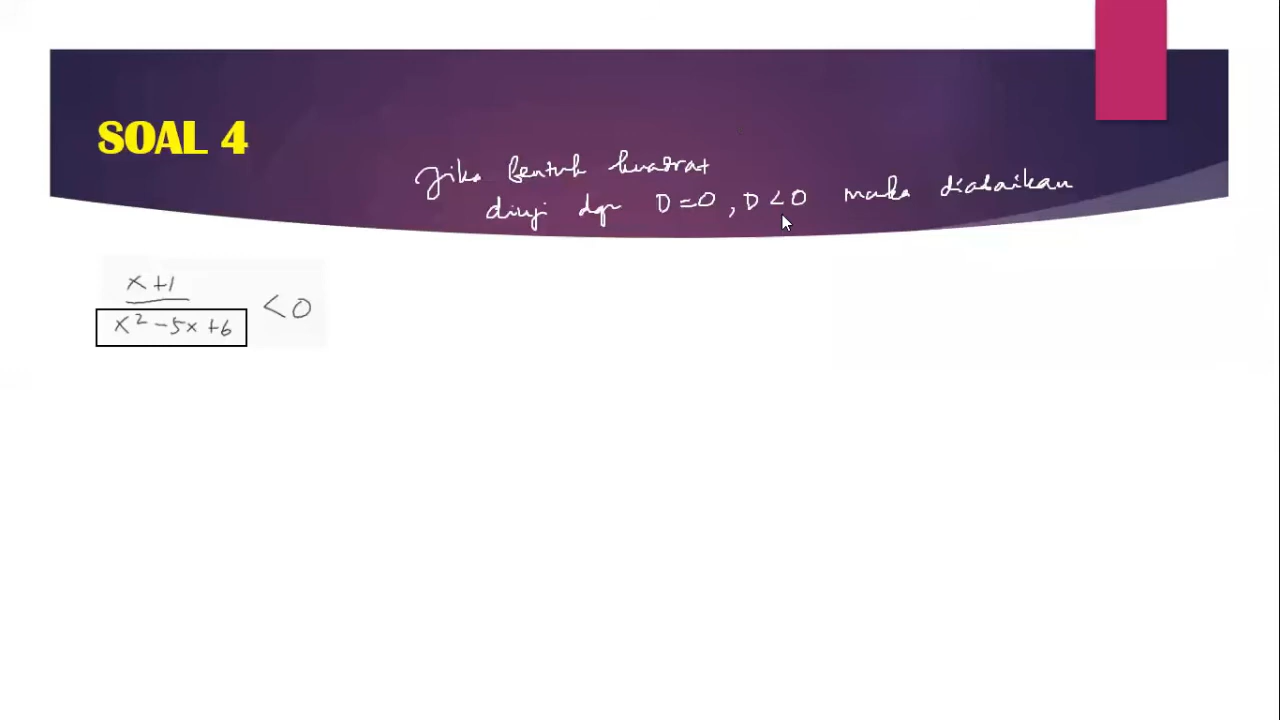 SOAL 4
Jika bentuk kuadrat
diuji dgn D=0, D<0 maka diabaikan
x+1
x² -5x +6
<0